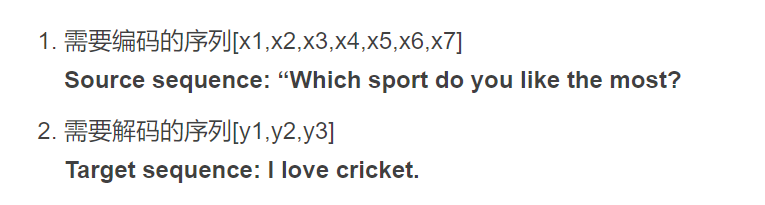 1. 需要编码的序列[x1,x2,x3,x4,x5,x6,x7]
Source sequence: “Which sport do you like the most?
2. 需要解码的序列[y1,y2,y3]
Target sequence: I love cricket.